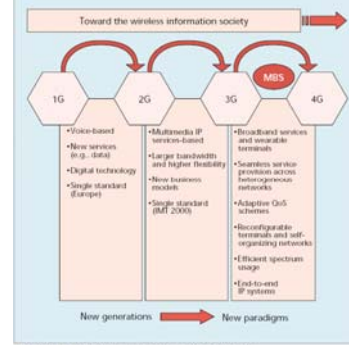 Toward the wireless information society
MBS
1G
2G
3G
4G
•Voice-based
•New services
(e.g., data)
•Digital technology
•Single standard
(Europe)
•Multimedia IP
services-based
•Larger bandwidth
and higher flexibility
•New business
models
•Single standard
(IMT 2000)
•Broadband services
and wearable
terminals
•Seamless service
provision across
heterogeneous
networks
•Adaptive QoS
schemes
•Reconfigurable
terminals and self-
organizing networks
•Efficient spectrum
usage
•End-to-end
IP systems
New generations
New paradigms